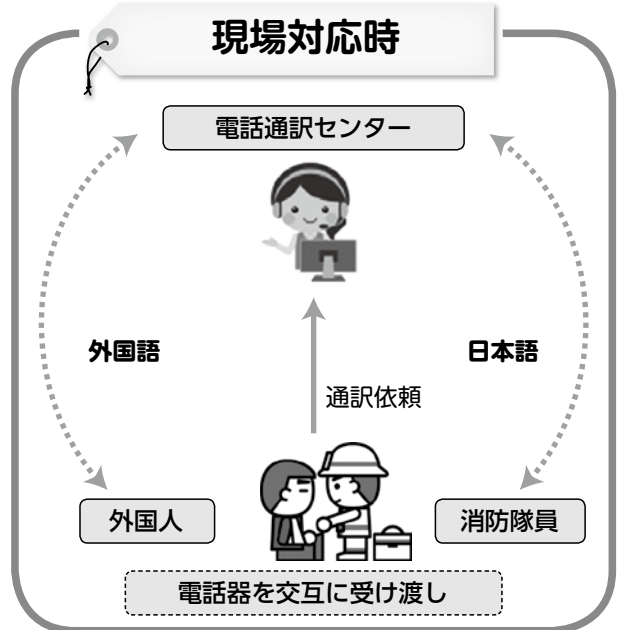 現場対応時
電話通訳センター
外国語
日本語
通訳依頼
外国人
消防隊員
電話器を交互に受け渡し